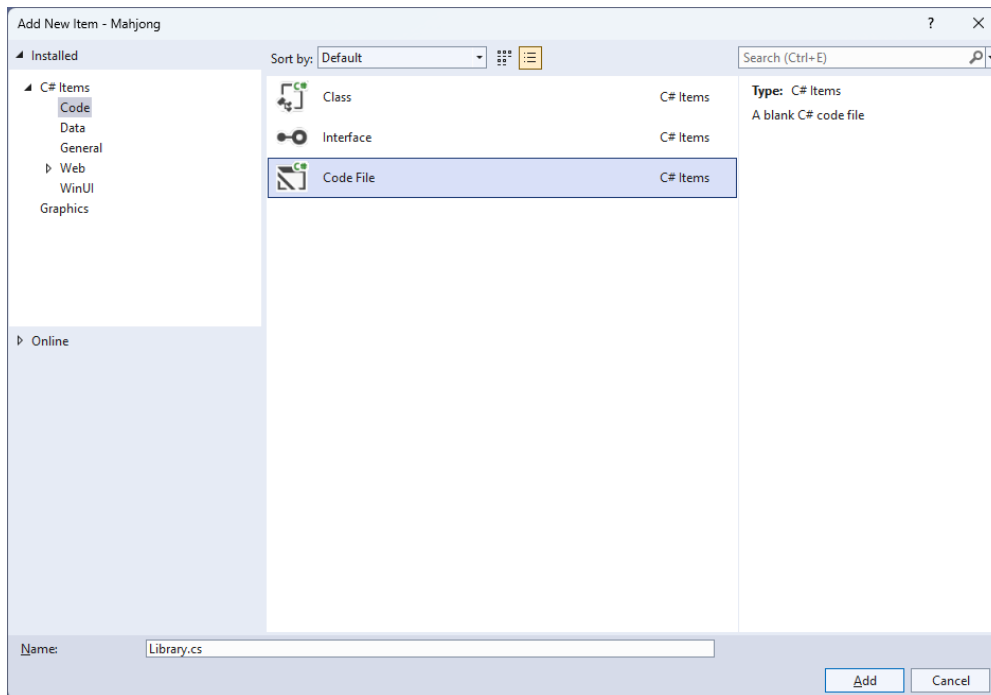 Add New Item - Mahjong
?
Installed
Sort by: Default
Search (Ctrl+E)
C# Items
Code
Data
General
Web
WinUI
Graphics
Online
Class C# Items
Interface C# Items
Code File C# Items
Type: C# Items
A blank C# code file
Name: Library.cs
Add Cancel